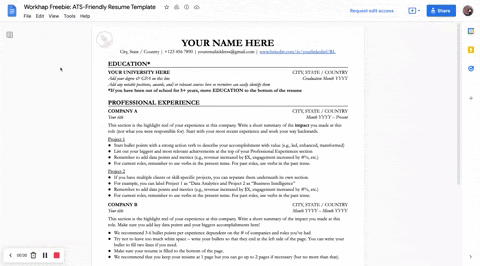 Workhap Freebie: ATS-Friendly Resume Template
File Edit View Tools Help
Request edit access
Share
YOUR NAME HERE
City, State / Country | +123 456 7890 | youremailaddress@gmail.com |
EDUCATION*
YOUR UNIVERSITY HERE CITY, STATE / COUNTRY
Add your degree & GPA on this line Graduation Month YYYY
Add any notable positions, awards, and/or relevant courses here so recruiters can easily identify them
*If you have been out of school for 5+ years, move EDUCATION to the bottom of the resume
PROFESSIONAL EXPERIENCE
COMPANY A CITY, STATE / COUNTRY
Your title Month YYYY – Present
This section is the highlight end of your experience at this company. Write a short summary of the impact you made at this
role (not what you were responsible for). Start with your most recent experience and work your way backwards.
Project 1
● Start bullet points with a strong action verb to describe your accomplishment with value (e.g., led, enhanced, transformed)
● List out your biggest and most relevant achievements at the top of your Professional Experiences section
● Remember to add data points and metrics (e.g., revenue increased by $X, engagement increased by #%, etc.)
● For current roles, remember to use verbs in the present tense. For past roles, use verbs in the past tense.
Project 2
● If you have multiple clients or skill-specific projects, you can separate them underneath its own section.
● For example, you can label Project 1 as "Data Analytics and Project 2 as "Business Intelligence"
● Remember to add data points and metrics (e.g., revenue increased by $X, engagement increased by #%, etc.)
● For current roles, remember to use verbs in the present tense. For past roles, use verbs in the past tense.
COMPANY B CITY, STATE / COUNTRY
Your title Month YYYY – Month YYYY
This section is the highlight end of your experience at this company. Write a short summary of the impact you made at this
role. Make sure you add key data points and your biggest accomplishments here!
● We recommend 3-6 bullet points per experience dependent on the # of companies and roles you've had
● Try not to leave too much white space – wrap your bullets so that they end at the left side of the page. You can write your
bullet to fill two lines if you need.
● Make sure your resume is filled to the bottom of the page.
● We recommend that you keep your resume at 1 page but you can go up to 2 pages if necessary (but no more than that).
00:00